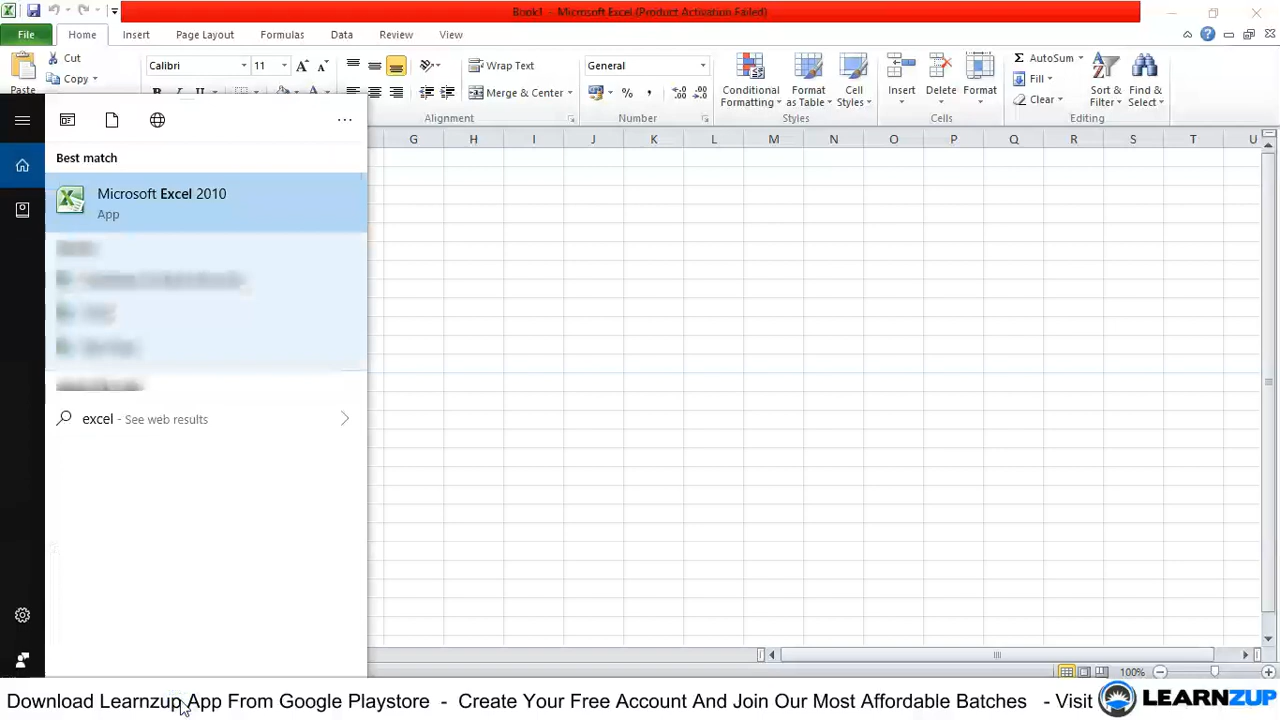 Book1 - Microsoft Excel (Product Activation Failed)
File Home Insert Page Layout Formulas Data Review View
Cut
Copy
Paste
Calibri 11
Wrap Text
Merge & Center
Alignment
General
Number
Conditional Formatting
Format as Table
Cell Styles
Styles
Insert Delete Format
Cells
Σ AutoSum
Fill
Clear
Sort & Filter
Find & Select
Editing
G H I J K L M N O P Q R S T U
Best match
Microsoft Excel 2010
App
excel - See web results
100%
Download Learnzup App From Google Playstore - Create Your Free Account And Join Our Most Affordable Batches - Visit LEARNZUP